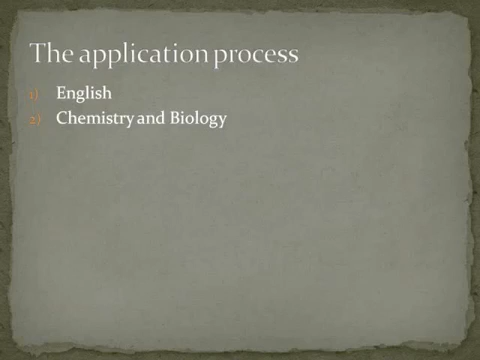 The application process
1) English
2) Chemistry and Biology